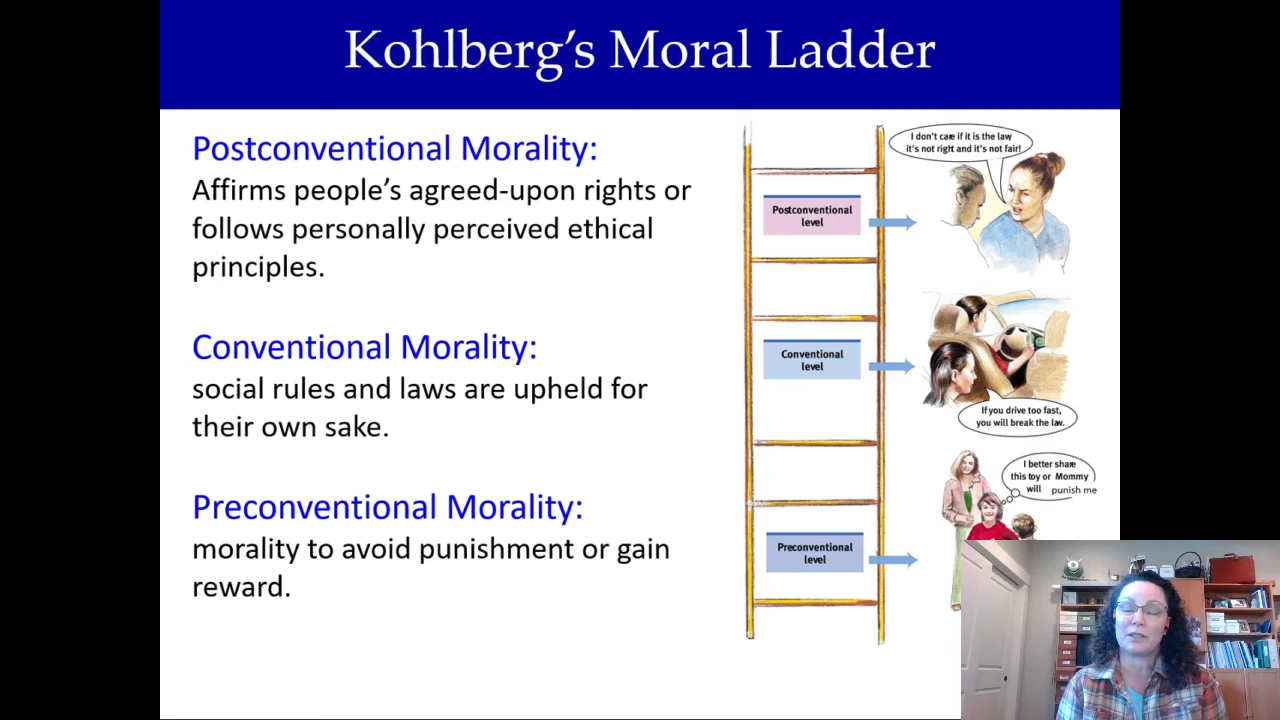 Kohlberg's Moral Ladder
Postconventional Morality:
Affirms people's agreed-upon rights or
follows personally perceived ethical
principles.
Conventional Morality:
social rules and laws are upheld for
their own sake.
Preconventional Morality:
morality to avoid punishment or gain
reward.
I don't care if it is the law
it's not right and it's not fair!
Postconventional
level
Conventional
level
If you drive too fast,
you will break the law.
I better share
this toy or Mommy
will punish me
Preconventional
level